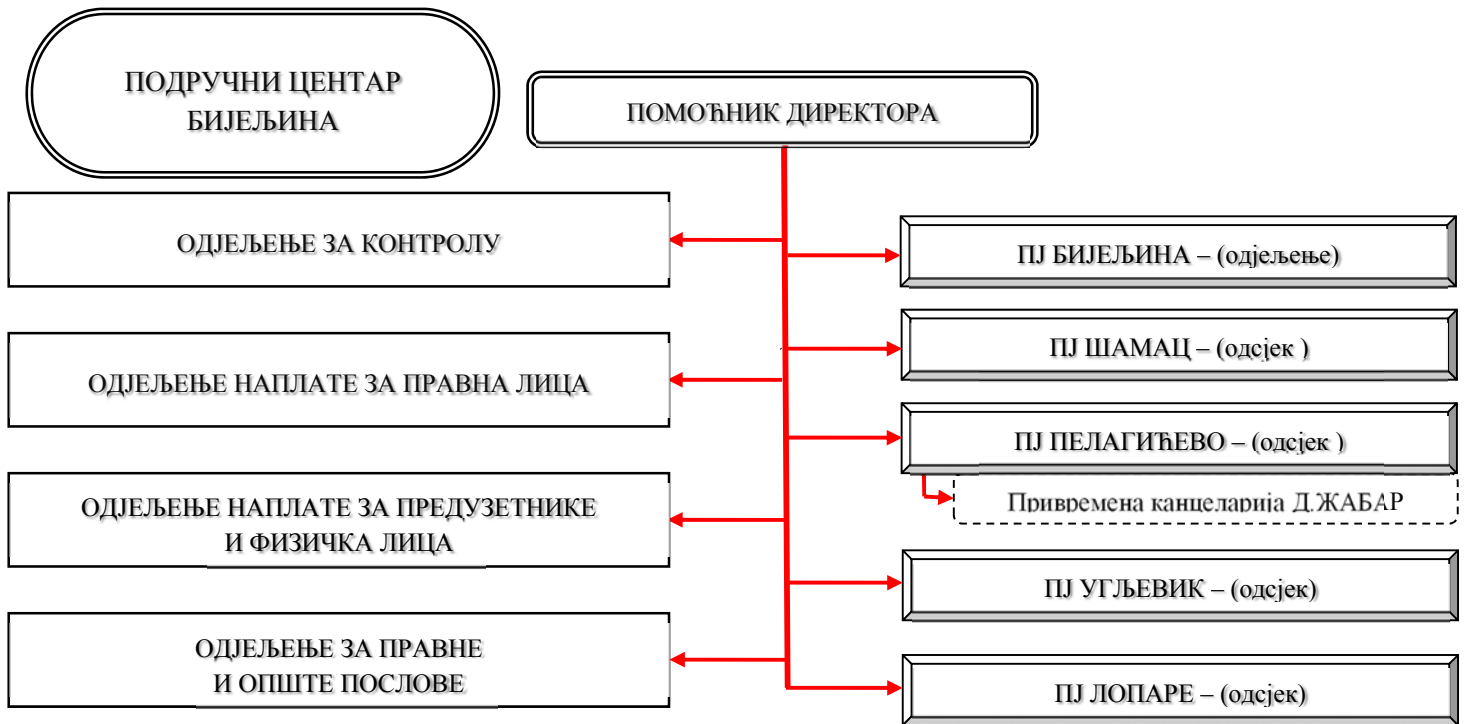 ПОДРУЧНИ ЦЕНТАР
БИЈЕЉИНА
ПОМОЋНИК ДИРЕКТОРА
ОДЈЕЉЕЊЕ ЗА КОНТРОЛУ
ОДЈЕЉЕЊЕ НАПЛАТЕ ЗА ПРАВНА ЛИЦА
ОДЈЕЉЕЊЕ НАПЛАТЕ ЗА ПРЕДУЗЕТНИКЕ
И ФИЗИЧКА ЛИЦА
ОДЈЕЉЕЊЕ ЗА ПРАВНЕ
И ОПШТЕ ПОСЛОВЕ
ПЈ БИЈЕЉИНА – (одјељење)
ПЈ ШАМАЦ – (одсјек )
ПЈ ПЕЛАГИЋЕВО – (одсјек )
Привремена канцеларија Д.ЖАБАР
ПЈ УГЉЕВИК – (одсјек)
ПЈ ЛОПАРЕ – (одсјек)